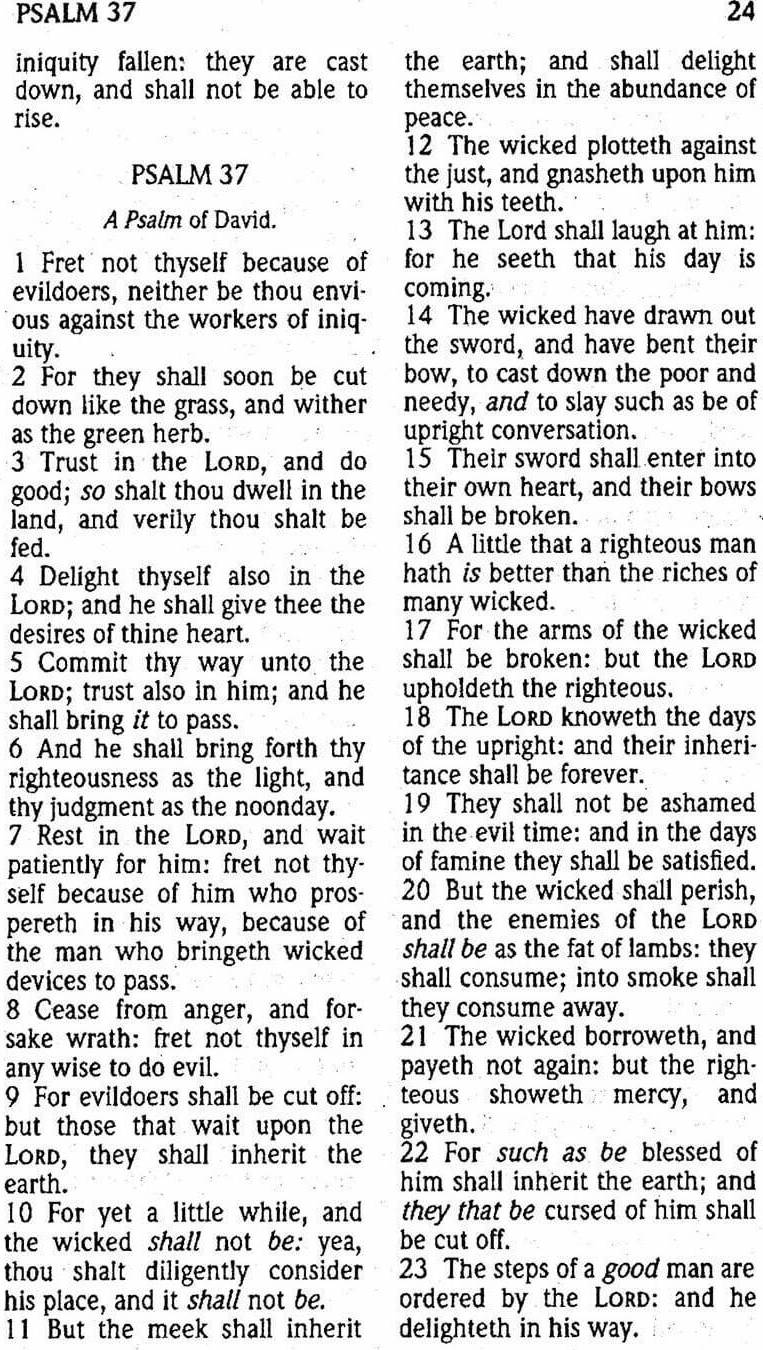 PSALM 37
24
iniquity fallen: they are cast
down, and shall not be able to
rise.
PSALM 37
A Psalm of David.
1 Fret not thyself because of
evildoers, neither be thou envi-
ous against the workers of iniq-
uity.
2 For they shall soon be cut
down like the grass, and wither
as the green herb.
3 Trust in the LORD, and do
good; so shalt thou dwell in the
land, and verily thou shalt be
fed.
4 Delight thyself also in the
LORD; and he shall give thee the
desires of thine heart.
5 Commit thy way unto the
LORD; trust also in him; and he
shall bring it to pass.
6 And he shall bring forth thy
righteousness as the light, and
thy judgment as the noonday.
7 Rest in the LORD, and wait
patiently for him: fret not thy-
self because of him who pros-
pereth in his way, because of
the man who bringeth wicked
devices to pass.
8 Cease from anger, and for-
sake wrath: fret not thyself in
any wise to do evil.
9 For evildoers shall be cut off:
but those that wait upon the
LORD, they shall inherit the
earth.
10 For yet a little while, and
the wicked shall not be: yea,
thou shalt diligently consider
his place, and it shall not be.
11 But the meek shall inherit
the earth; and shall delight
themselves in the abundance of
peace.
12 The wicked plotteth against
the just, and gnasheth upon him
with his teeth.
13 The Lord shall laugh at him:
for he seeth that his day is
coming.
14 The wicked have drawn out
the sword, and have bent their
bow, to cast down the poor and
needy, and to slay such as be of
upright conversation.
15 Their sword shall enter into
their own heart, and their bows
shall be broken.
16 A little that a righteous man
hath is better than the riches of
many wicked.
17 For the arms of the wicked
shall be broken: but the LORD
upholdeth the righteous.
18 The LORD knoweth the days
of the upright: and their inheri-
tance shall be forever.
19 They shall not be ashamed
in the evil time: and in the days
of famine they shall be satisfied.
20 But the wicked shall perish,
and the enemies of the LORD
shall be as the fat of lambs: they
shall consume; into smoke shall
they consume away.
21 The wicked borroweth, and
payeth not again: but the righ-
teous showeth mercy, and
giveth.
22 For such as be blessed of
him shall inherit the earth; and
they that be cursed of him shall
be cut off.
23 The steps of a good man are
ordered by the LORD: and he
delighteth in his way.